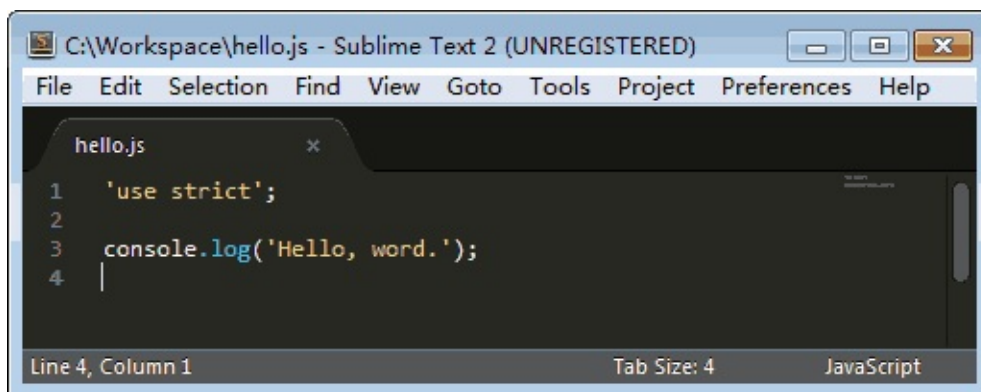 C:\Workspace\hello.js - Sublime Text 2 (UNREGISTERED)
File Edit Selection Find View Goto Tools Project Preferences Help
hello.js
1 'use strict';
2
3 console.log('Hello, word.');
4
Line 4, Column 1 Tab Size: 4 JavaScript